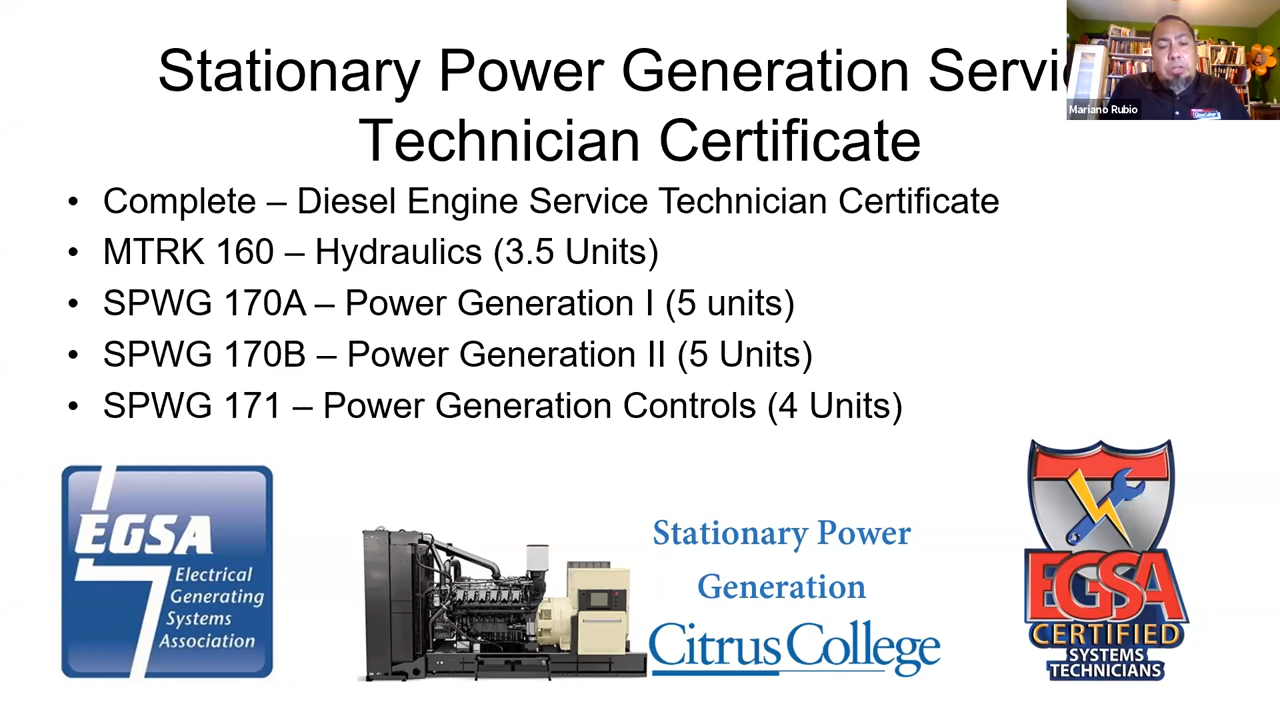 Stationary Power Generation Servi
Technician Certificate
Mariano Rubio
• Complete – Diesel Engine Service Technician Certificate
• MTRK 160 – Hydraulics (3.5 Units)
• SPWG 170A – Power Generation I (5 units)
• SPWG 170B – Power Generation II (5 Units)
• SPWG 171 – Power Generation Controls (4 Units)
EGSA
Electrical
Generating
Systems
Association
Stationary Power
Generation
Citrus College
EGSA
CERTIFIED
SYSTEMS
TECHNICIANS